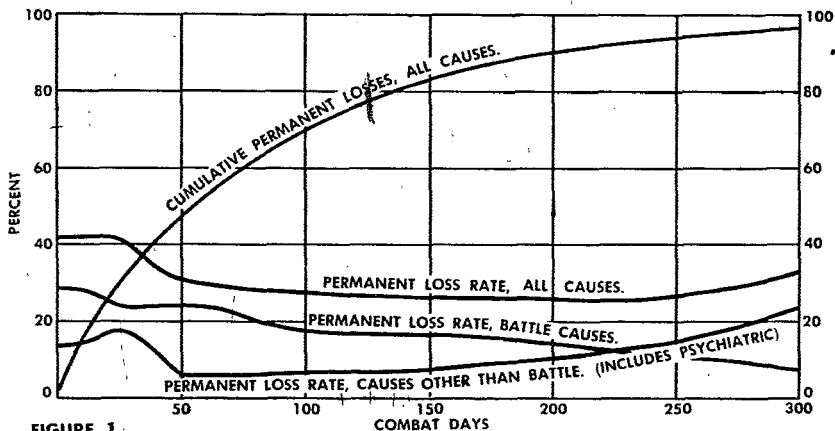 100
80
60
40
20
0
PERCENT
100
80
60
40
20
0
CUMULATIVE PERMANENT LOSSES, ALL CAUSES.
PERMANENT LOSS RATE, ALL CAUSES.
PERMANENT LOSS RATE, BATTLE CAUSES.
PERMANENT LOSS RATE, CAUSES OTHER THAN BATTLE. (INCLUDES PSYCHIATRIC)
50 100 150 200 250 300
COMBAT DAYS
FIGURE 1.